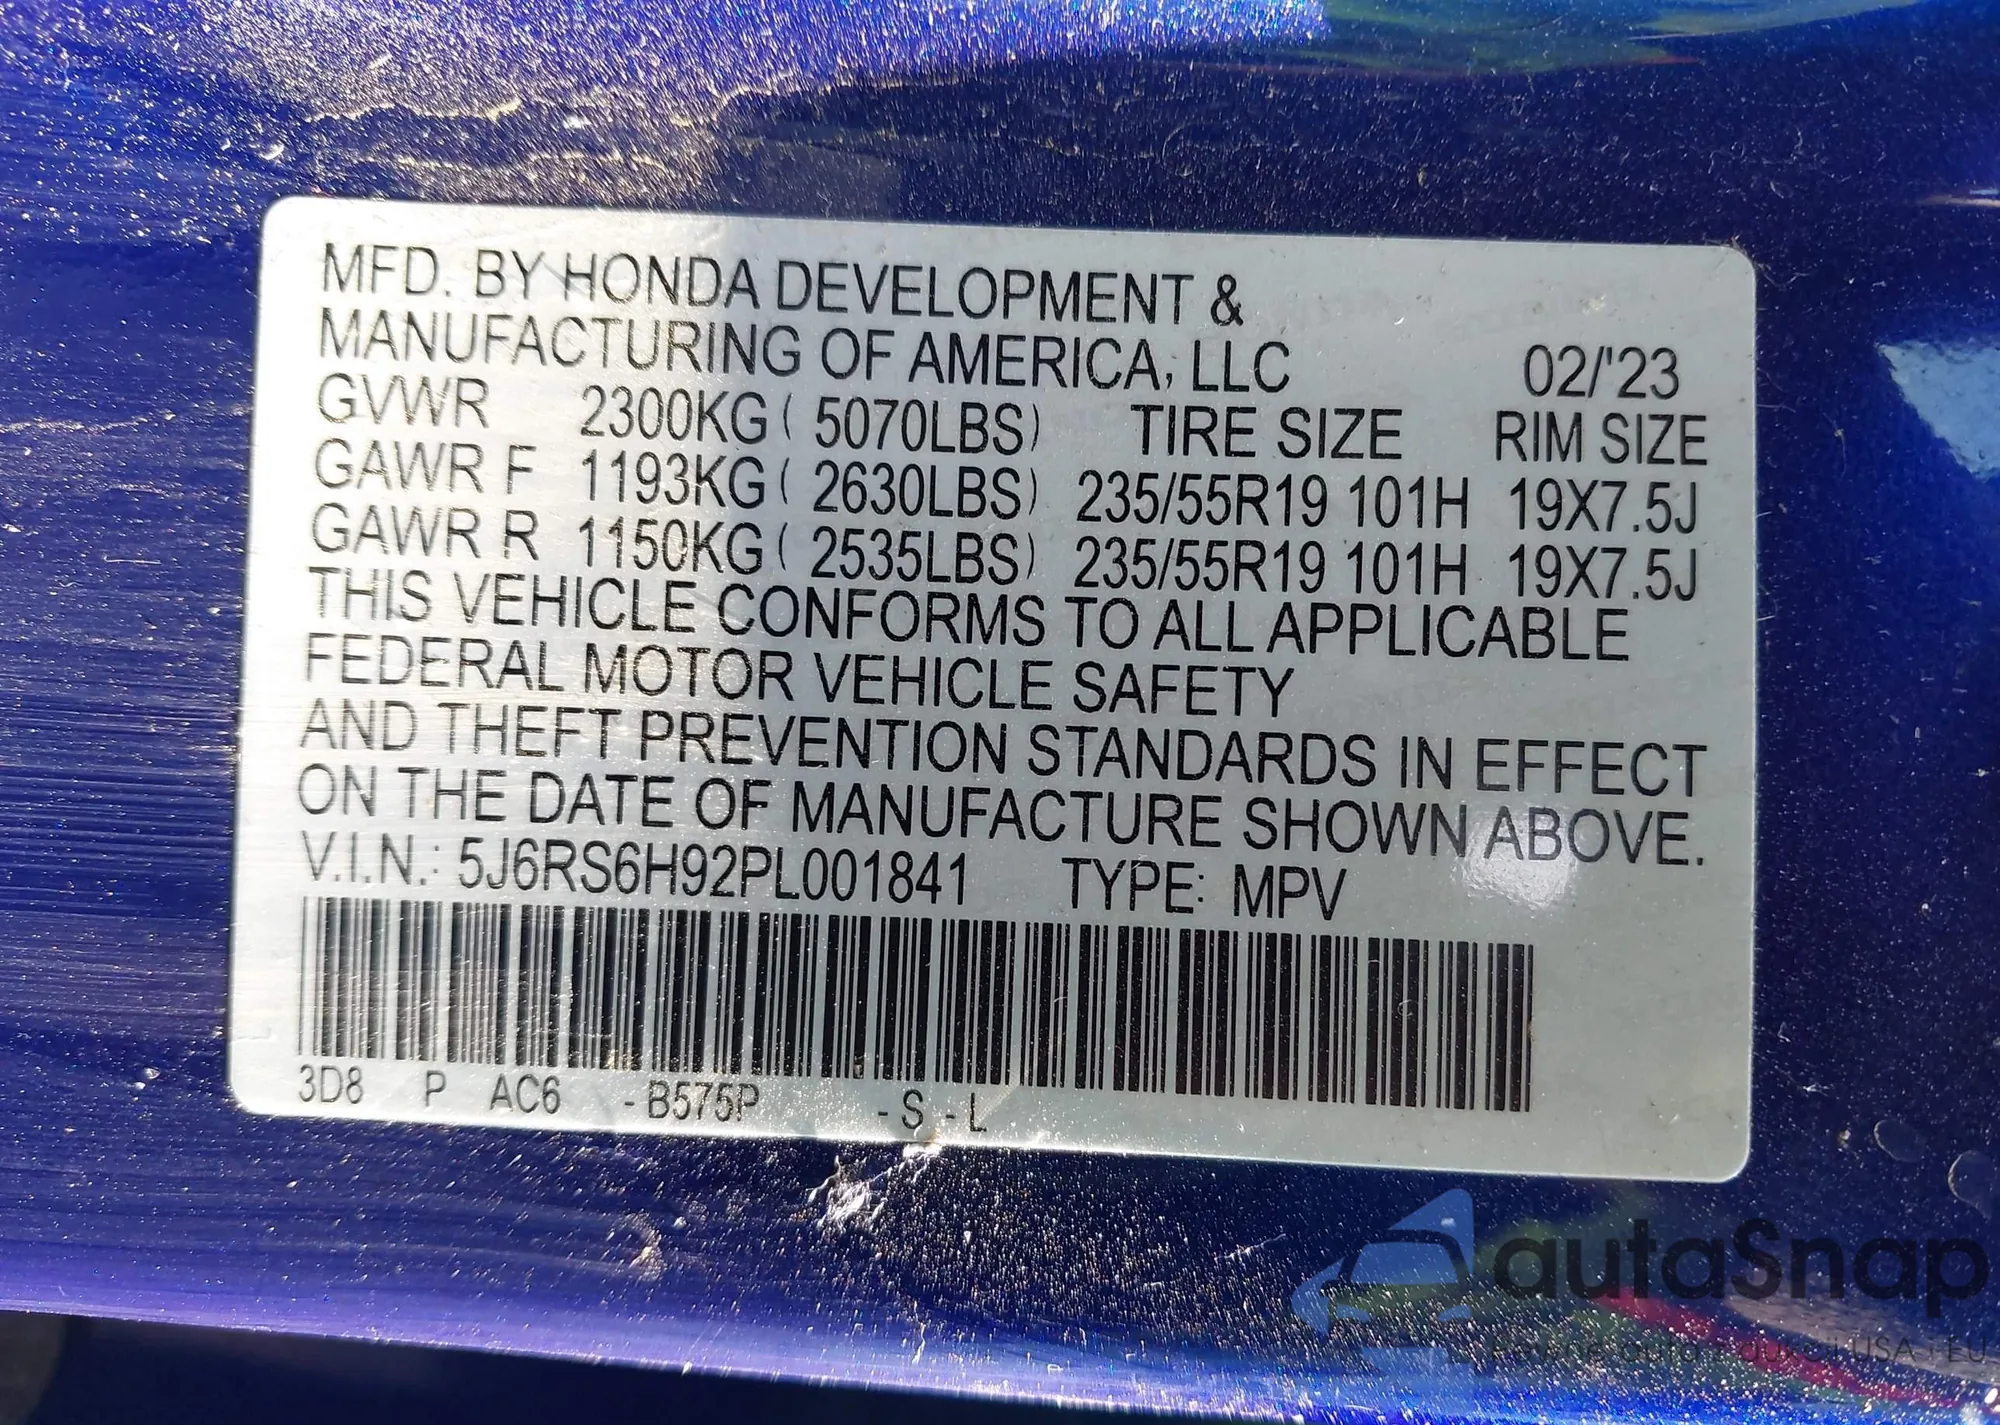 MFD. BY HONDA DEVELOPMENT &
MANUFACTURING OF AMERICA, LLC 02/'23
GVWR 2300KG ( 5070LBS) TIRE SIZE RIM SIZE
GAWR F 1193KG ( 2630LBS) 235/55R19 101H 19X7.5J
GAWR R 1150KG ( 2535LBS) 235/55R19 101H 19X7.5J
THIS VEHICLE CONFORMS TO ALL APPLICABLE
FEDERAL MOTOR VEHICLE SAFETY
AND THEFT PREVENTION STANDARDS IN EFFECT
ON THE DATE OF MANUFACTURE SHOWN ABOVE.
V.I.N.: 5J6RS6H92PL001841 TYPE: MPV
3D8 P AC6 - B575P - S - L
autaSnap
USA i EU